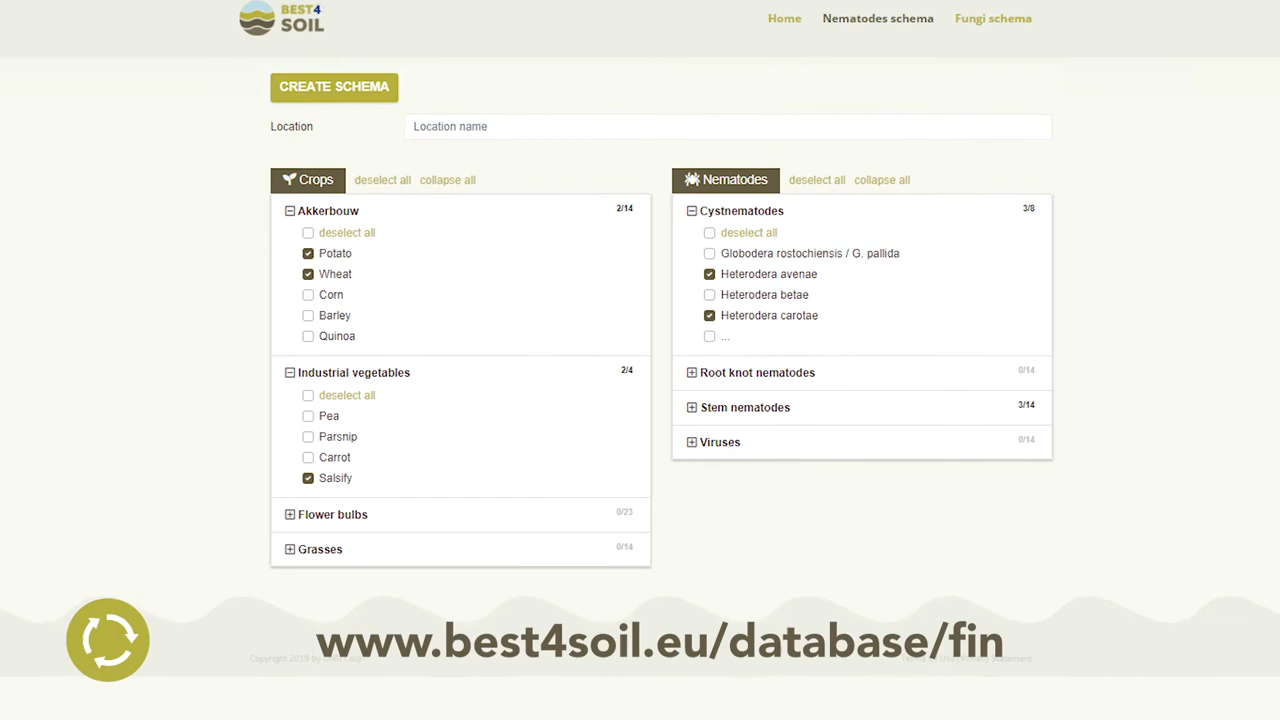 BEST4
SOIL
Home Nematodes schema Fungi schema
CREATE SCHEMA
Location Location name
Crops deselect all collapse all
Akkerbouw 2/14
deselect all
Potato
Wheat
Corn
Barley
Quinoa
Industrial vegetables 2/4
deselect all
Pea
Parsnip
Carrot
Salsify
Flower bulbs 0/23
Grasses 0/14
Nematodes deselect all collapse all
Cystnematodes 3/8
deselect all
Globodera rostochiensis / G. pallida
Heterodera avenae
Heterodera betae
Heterodera carotae
...
Root knot nematodes 0/14
Stem nematodes 3/14
Viruses 0/14
www.best4soil.eu/database/fin
Copyright 2019 by Statement